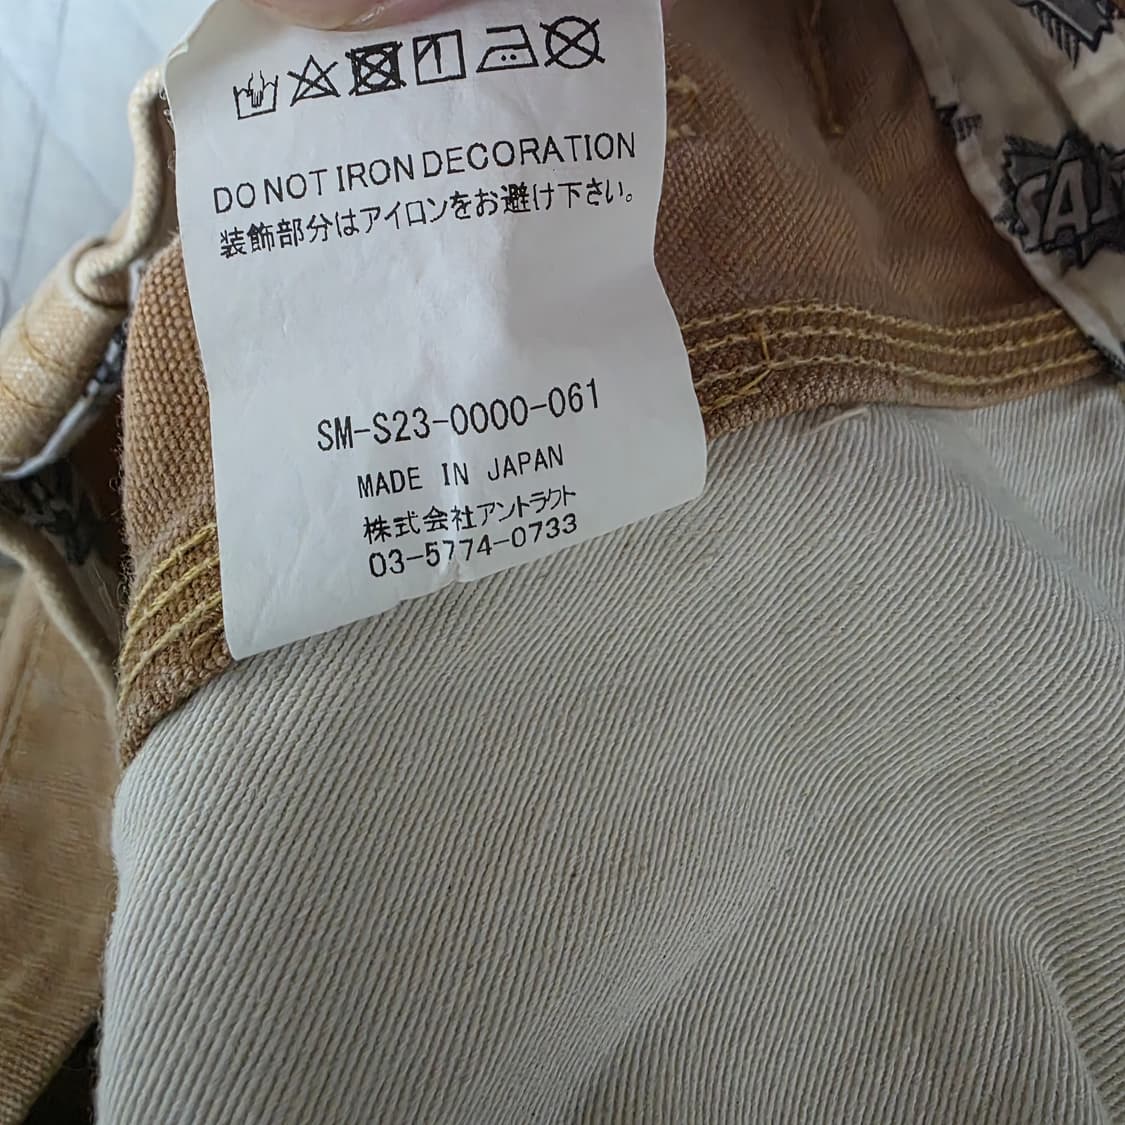 DO NOT IRON DECORATION
装飾部分はアイロンをお避け下さい。
SM-S23-0000-061
MADE IN JAPAN
株式会社アントラクト
03-5774-0733